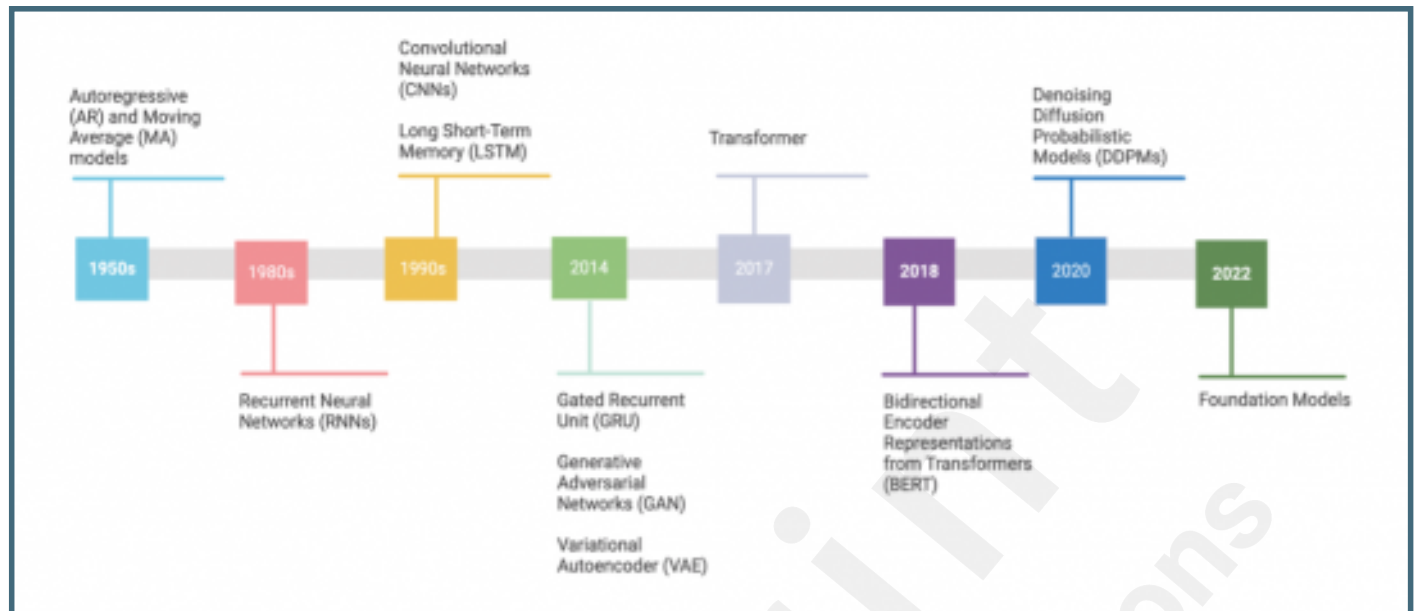 Autoregressive
(AR) and Moving
Average (MA)
models
Convolutional
Neural Networks
(CNNs)
Long Short-Term
Memory (LSTM)
Transformer
Denoising
Diffusion
Probabilistic
Models (DDPMs)
1950s
1980s
1990s
2014
2017
2018
2020
2022
Recurrent Neural
Networks (RNNs)
Gated Recurrent
Unit (GRU)
Generative
Adversarial
Networks (GAN)
Variational
Autoencoder (VAE)
Bidirectional
Encoder
Representations
from Transformers
(BERT)
Foundation Models